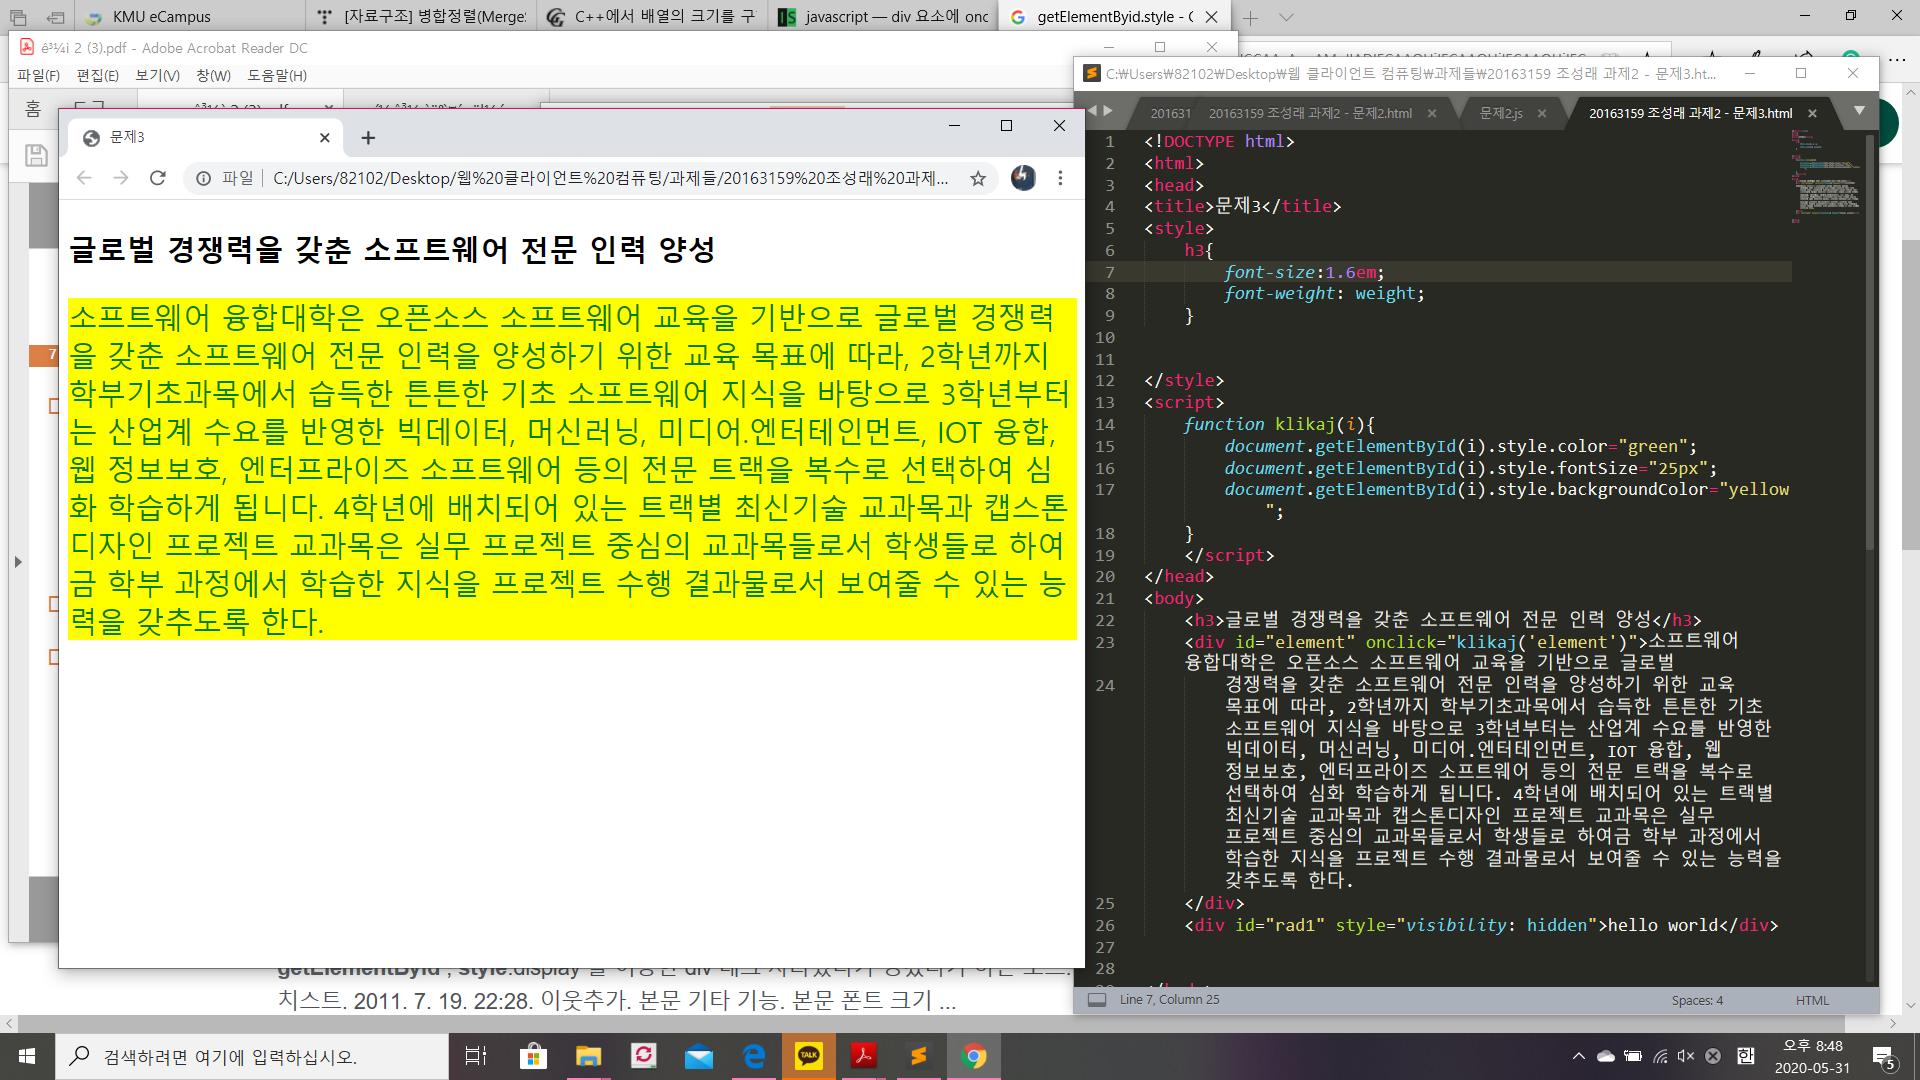 KMU eCampus
[자료구조] 병합정렬(Merge
C++에서 배열의 크기를 구
javascript — div 요소에 onc
getElementByid.style - G
ê³¼ì 2 (3).pdf - Adobe Acrobat Reader DC
파일(F) 편집(E) 보기(V) 창(W) 도움말(H)
홈
문제3
파일 C:/Users/82102/Desktop/웹%20클라이언트%20컴퓨팅/과제들/20163159%20조성래%20과제...
글로벌 경쟁력을 갖춘 소프트웨어 전문 인력 양성
소프트웨어 융합대학은 오픈소스 소프트웨어 교육을 기반으로 글로벌 경쟁력
을 갖춘 소프트웨어 전문 인력을 양성하기 위한 교육 목표에 따라, 2학년까지
학부기초과목에서 습득한 튼튼한 기초 소프트웨어 지식을 바탕으로 3학년부터
는 산업계 수요를 반영한 빅데이터, 머신러닝, 미디어.엔터테인먼트, IOT 융합,
웹 정보보호, 엔터프라이즈 소프트웨어 등의 전문 트랙을 복수로 선택하여 심
화 학습하게 됩니다. 4학년에 배치되어 있는 트랙별 최신기술 교과목과 캡스톤
디자인 프로젝트 교과목은 실무 프로젝트 중심의 교과목들로서 학생들로 하여
금 학부 과정에서 학습한 지식을 프로젝트 수행 결과물로서 보여줄 수 있는 능
력을 갖추도록 한다.
7
치스트. 2011. 7. 19. 22:28. 이웃추가. 본문 기타 기능. 본문 폰트 크기 ...
C:₩Users₩82102₩Desktop₩웹 클라이언트 컴퓨팅₩과제들₩20163159 조성래 과제2 - 문제3.ht...
201631
20163159 조성래 과제2 - 문제2.html
문제2.js
20163159 조성래 과제2 - 문제3.html
1 <!DOCTYPE html>
2 <html>
3 <head>
4 <title>문제3</title>
5 <style>
6 h3{
7 font-size:1.6em;
8 font-weight: weight;
9 }
10
11
12 </style>
13 <script>
14 function klikaj(i){
15 document.getElementById(i).style.color="green";
16 document.getElementById(i).style.fontSize="25px";
17 document.getElementById(i).style.backgroundColor="yellow
";
18 }
19 </script>
20 </head>
21 <body>
22 <h3>글로벌 경쟁력을 갖춘 소프트웨어 전문 인력 양성</h3>
23 <div id="element" onclick="klikaj('element')">소프트웨어
융합대학은 오픈소스 소프트웨어 교육을 기반으로 글로벌
24 경쟁력을 갖춘 소프트웨어 전문 인력을 양성하기 위한 교육
목표에 따라, 2학년까지 학부기초과목에서 습득한 튼튼한 기초
소프트웨어 지식을 바탕으로 3학년부터는 산업계 수요를 반영한
빅데이터, 머신러닝, 미디어.엔터테인먼트, IOT 융합, 웹
정보보호, 엔터프라이즈 소프트웨어 등의 전문 트랙을 복수로
선택하여 심화 학습하게 됩니다. 4학년에 배치되어 있는 트랙별
최신기술 교과목과 캡스톤디자인 프로젝트 교과목은 실무
프로젝트 중심의 교과목들로서 학생들로 하여금 학부 과정에서
학습한 지식을 프로젝트 수행 결과물로서 보여줄 수 있는 능력을
갖추도록 한다.
25 </div>
26 <div id="rad1" style="visibility: hidden">hello world</div>
27
28
Line 7, Column 25
Spaces: 4
HTML
검색하려면 여기에 입력하십시오.
TALK
한
오후 8:48
2020-05-31
5